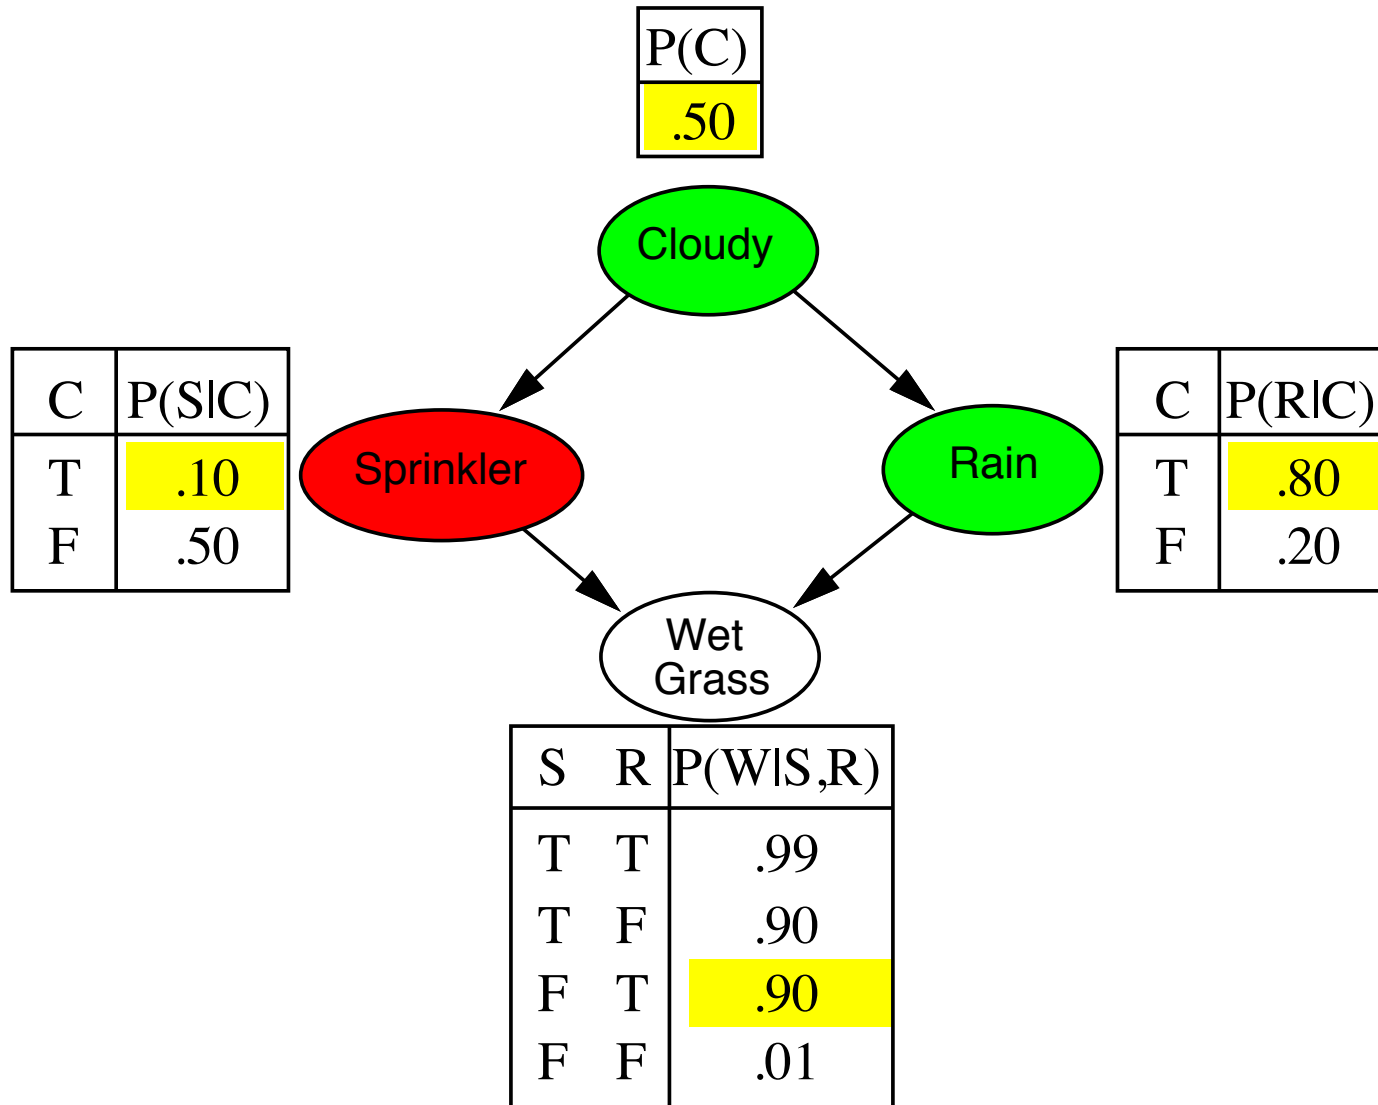 P(C)
.50
Cloudy
C P(S|C)
T .10
F .50
Sprinkler
Rain
C P(R|C)
T .80
F .20
Wet
Grass
S R P(W|S,R)
T T .99
T F .90
F T .90
F F .01